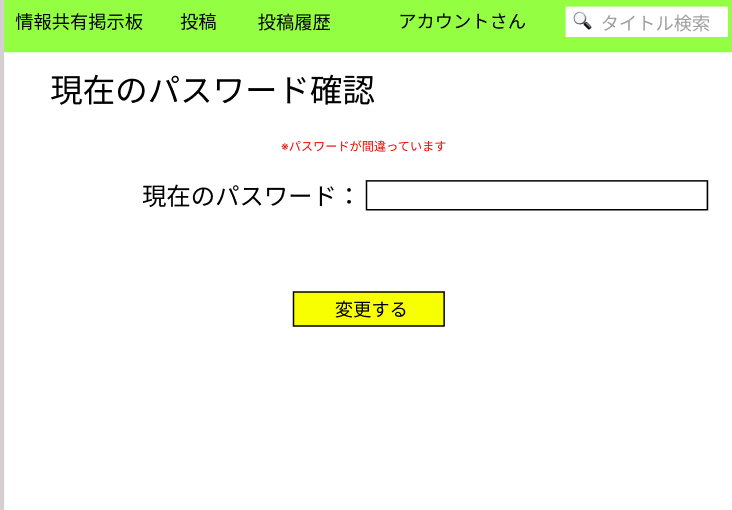 情報共有掲示板 投稿 投稿履歴 アカウントさん タイトル検索
現在のパスワード確認
※パスワードが間違っています
現在のパスワード：
変更する